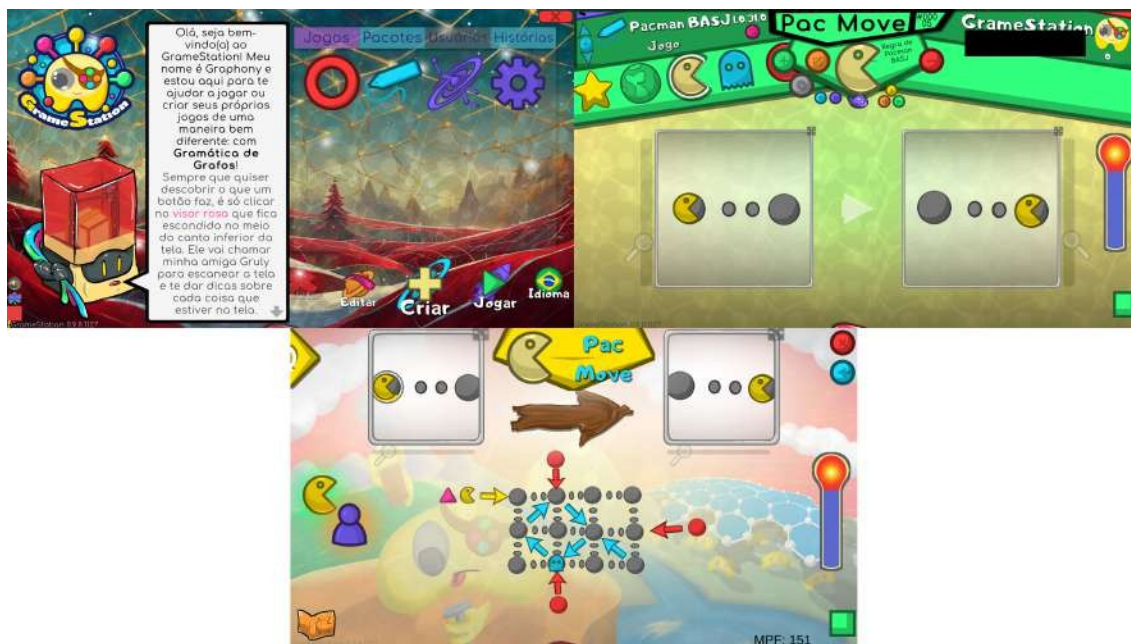 GrameStation
Olá, seja bem-
vindo(a) ao
GrameStation! Meu
nome é Graphony e
estou aqui para te
ajudar a jogar ou
criar seus próprios
jogos de uma
maneira bem
diferente: com
Gramática de
Grafos!
Sempre que quiser
descobrir o que um
botão faz, é só clicar
no visor rosa que fica
escondido no meio
do canto inferior da
tela. Ele vai chamar
minha amiga Gruly
para escanear a tela
e te dar dicas sobre
cada coisa que
estiver na tela.
Jogos Pacotes Usuários Histórias
Editar Criar Jogar Idioma
Pacman BASJ
Jogo
Pac Move
GrameStation
Regra de
Pacman
BASJ
Pac
Move
MPF: 151